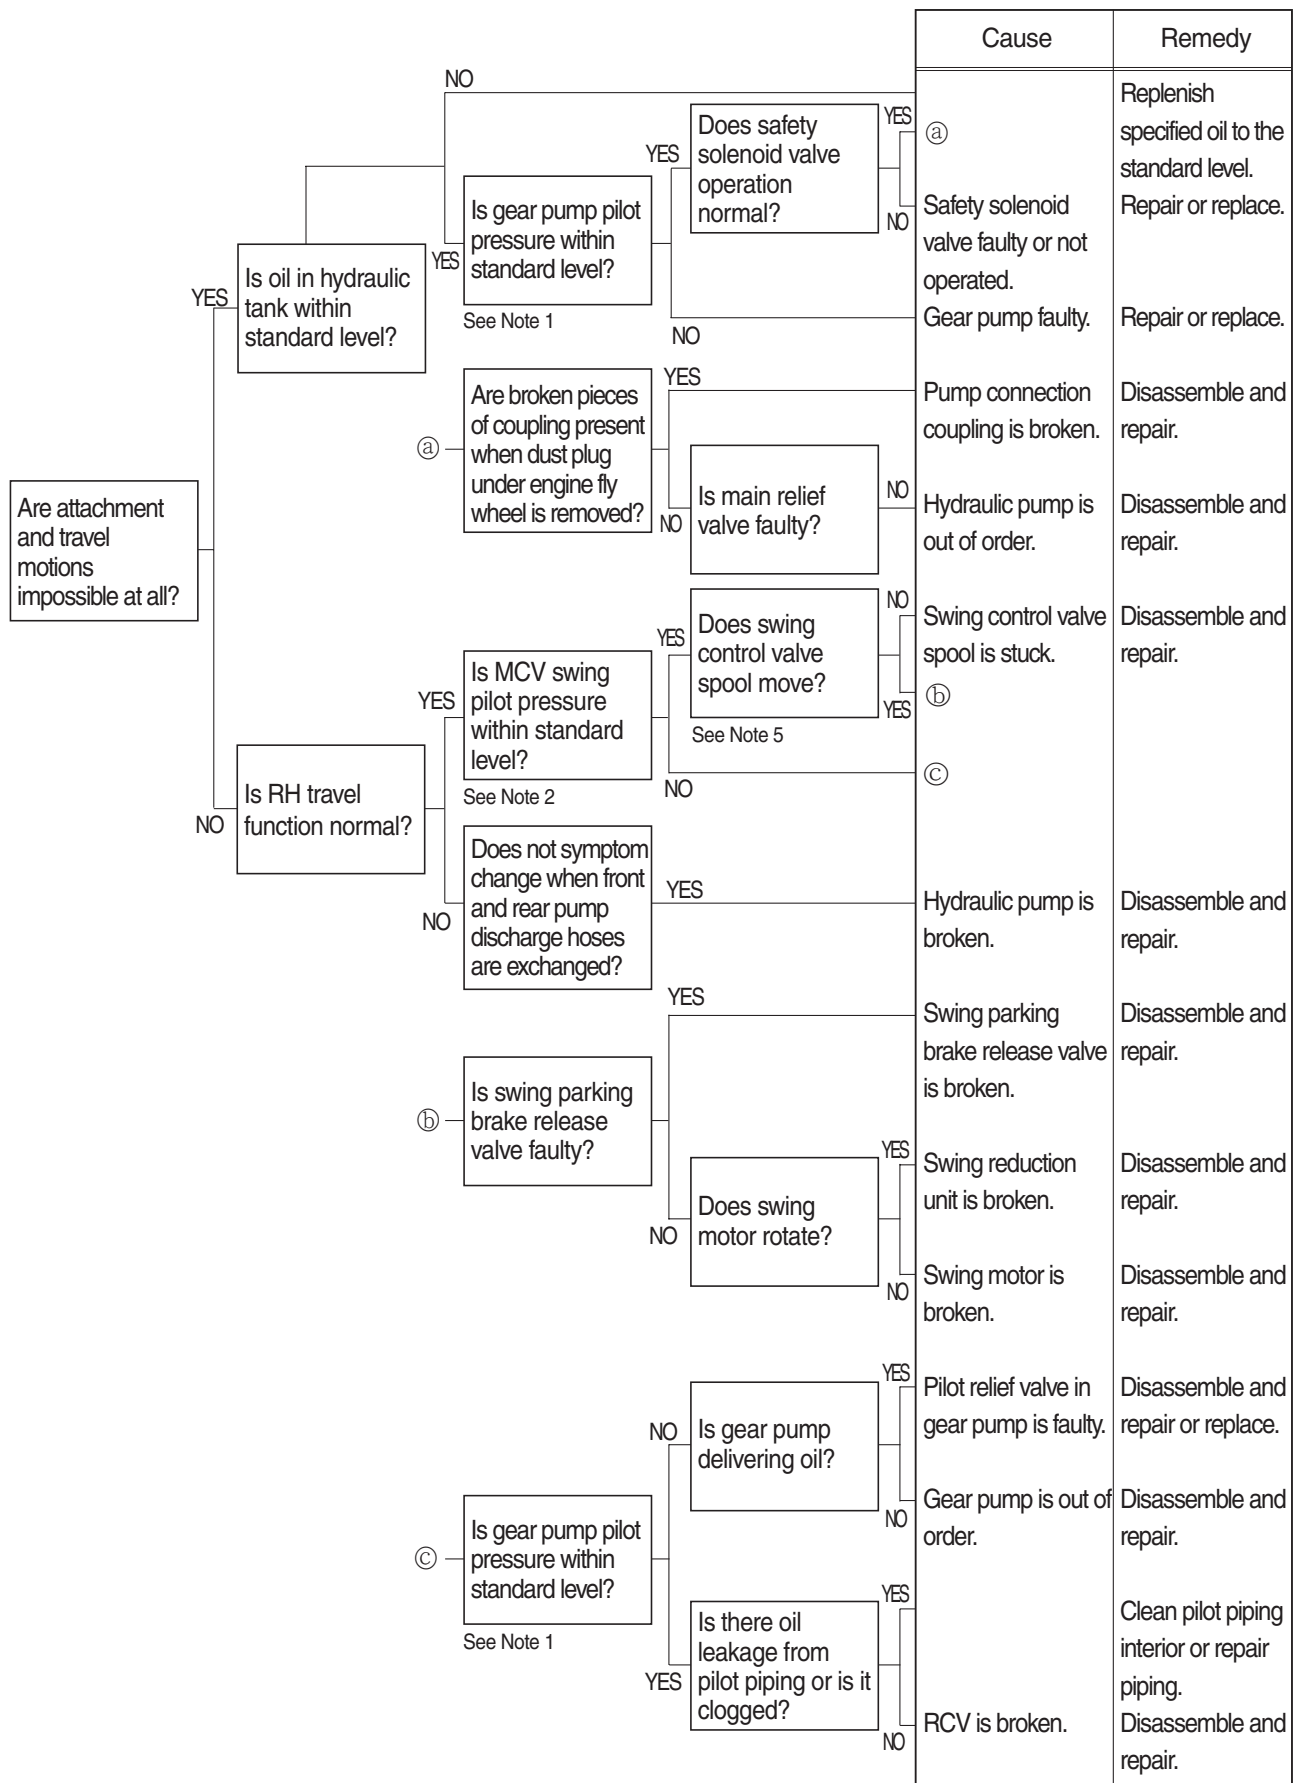 Cause
Remedy
NO
Replenish
specified oil to the
standard level.
Does safety
solenoid valve
operation
normal?
YES
ⓐ
YES
NO
Safety solenoid
valve faulty or not
operated.
Repair or replace.
Is gear pump pilot
pressure within
standard level?
YES
See Note 1
NO
Gear pump faulty.
Repair or replace.
Is oil in hydraulic
tank within
standard level?
YES
ⓐ
Are broken pieces
of coupling present
when dust plug
under engine fly
wheel is removed?
YES
Pump connection
coupling is broken.
Disassemble and
repair.
NO
Is main relief
valve faulty?
NO
Hydraulic pump is
out of order.
Disassemble and
repair.
Are attachment
and travel
motions
impossible at all?
NO
Is RH travel
function normal?
YES
Is MCV swing
pilot pressure
within standard
level?
See Note 2
YES
Does swing
control valve
spool move?
See Note 5
NO
Swing control valve
spool is stuck.
Disassemble and
repair.
YES
ⓑ
NO
ⓒ
NO
Does not symptom
change when front
and rear pump
discharge hoses
are exchanged?
YES
Hydraulic pump is
broken.
Disassemble and
repair.
ⓑ
Is swing parking
brake release
valve faulty?
YES
Swing parking
brake release valve
is broken.
Disassemble and
repair.
NO
Does swing
motor rotate?
YES
Swing reduction
unit is broken.
Disassemble and
repair.
NO
Swing motor is
broken.
Disassemble and
repair.
ⓒ
Is gear pump pilot
pressure within
standard level?
See Note 1
NO
Is gear pump
delivering oil?
YES
Pilot relief valve in
gear pump is faulty.
Disassemble and
repair or replace.
NO
Gear pump is out of
order.
Disassemble and
repair.
YES
Is there oil
leakage from
pilot piping or is it
clogged?
YES
Clean pilot piping
interior or repair
piping.
NO
RCV is broken.
Disassemble and
repair.